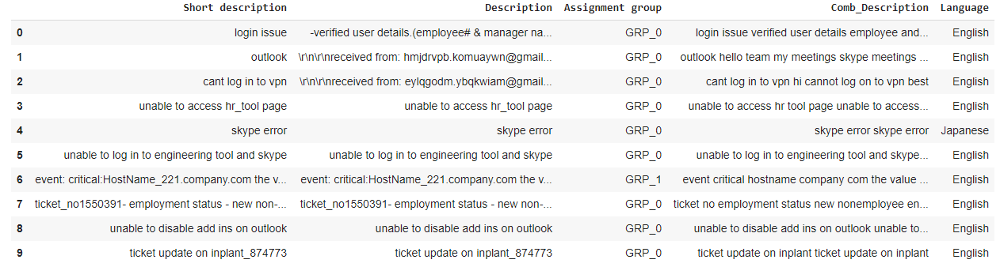 Short description Description Assignment group Comb_Description Language
0 login issue -verified user details.(employee# & manager na... GRP_0 login issue verified user details employee and... English
1 outlook \r\n\r\nreceived from: hmjdrvpb.komuaywn@gmail... GRP_0 outlook hello team my meetings skype meetings ... English
2 cant log in to vpn \r\n\r\nreceived from: eylqgodm.ybqkwiam@gmail... GRP_0 cant log in to vpn hi cannot log on to vpn best English
3 unable to access hr_tool page unable to access hr_tool page GRP_0 unable to access hr tool page unable to access... English
4 skype error skype error GRP_0 skype error skype error Japanese
5 unable to log in to engineering tool and skype unable to log in to engineering tool and skype GRP_0 unable to log in to engineering tool and skype... English
6 event: critical:HostName_221.company.com the v... event: critical:HostName_221.company.com the v... GRP_1 event critical hostname company com the value ... English
7 ticket_no1550391- employment status - new non-... ticket_no1550391- employment status - new non-... GRP_0 ticket no employment status new nonemployee en... English
8 unable to disable add ins on outlook unable to disable add ins on outlook GRP_0 unable to disable add ins on outlook unable to... English
9 ticket update on inplant_874773 ticket update on inplant_874773 GRP_0 ticket update on inplant ticket update on inplant English